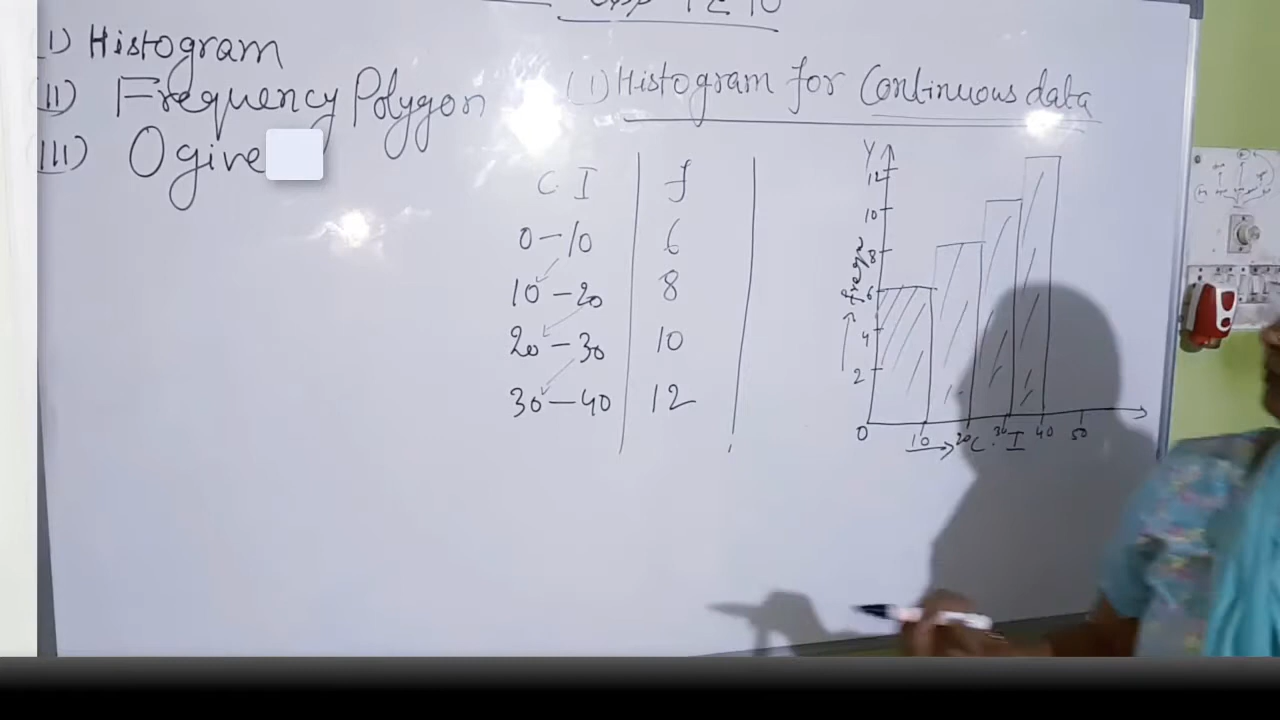 I) Histogram
II) Frequency Polygon
III) Ogive
(1) Histogram for Continuous data
C.I f
0-10 6
10-20 8
20-30 10
30-40 12
Y
12
10
8
6
4
2
0 10 20 30 40 50
C.I